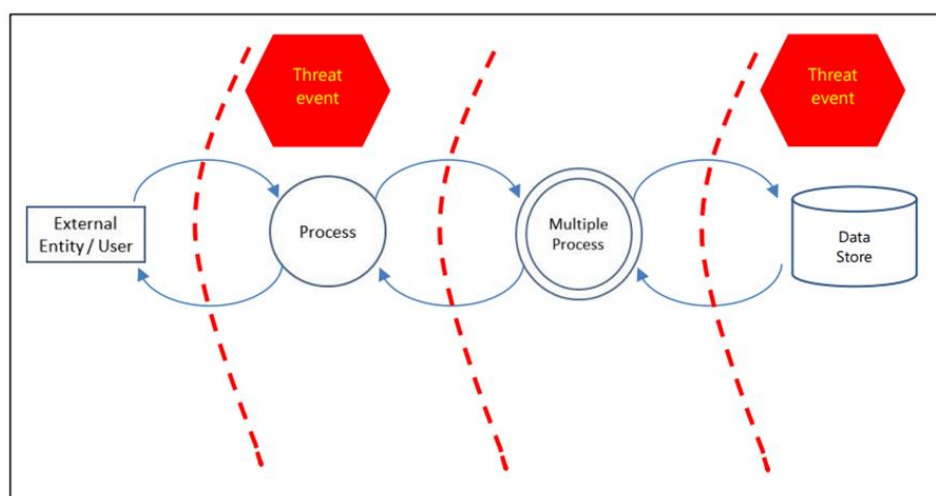 Threat
event
Threat
event
External
Entity / User
Process
Multiple
Process
Data
Store